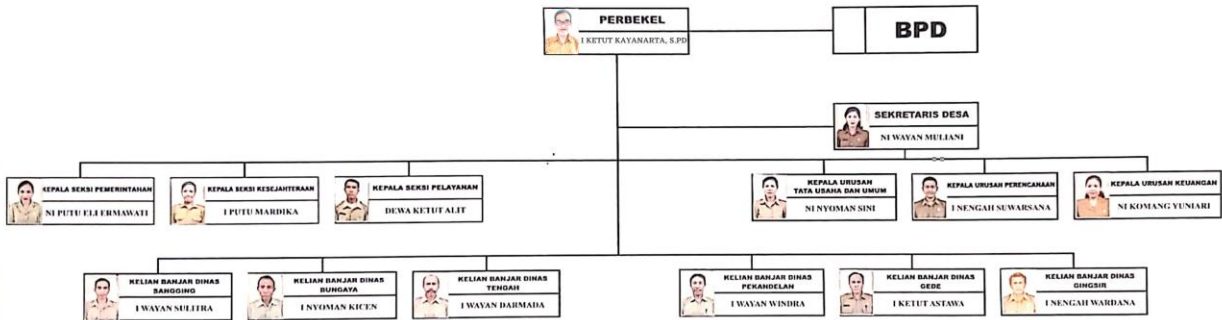 PERBEKEL
I KETUT KAYANARTA, S.PD
BPD
SEKRETARIS DESA
NI WAYAN MULIANI
KEPALA SEKSI PEMERINTAHAN
NI PUTU ELI ERMAWATI
KEPALA SEKSI KESEJAHTERAAN
I PUTU MARDIKA
KEPALA SEKSI PELAYANAN
DEWA KETUT ALIT
KEPALA URUSAN
TATA USAHA DAN UMUM
NI NYOMAN SINI
KEPALA URUSAN PERENCANAAN
I NENGAH SUWARSANA
KEPALA URUSAN KEUANGAN
NI KOMANG YUNIARI
KELIAN BANJAR DINAS
SANGGING
I WAYAN SULITRA
KELIAN BANJAR DINAS
BUNGAYA
I NYOMAN KICEN
KELIAN BANJAR DINAS
TENGAH
I WAYAN DARMADA
KELIAN BANJAR DINAS
PEKANDELAN
I WAYAN WINDRA
KELIAN BANJAR DINAS
GEDE
I KETUT ASTAWA
KELIAN BANJAR DINAS
GINGSIR
I NENGAH WARDANA